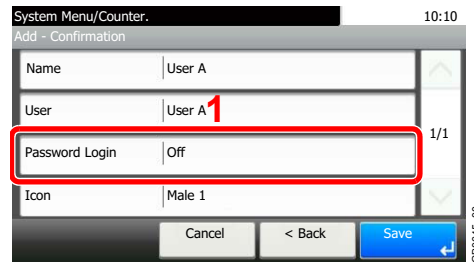 System Menu/Counter.
10:10
Add - Confirmation
Name User A
User User A 1
1/1
Password Login Off
Icon Male 1
Cancel < Back Save